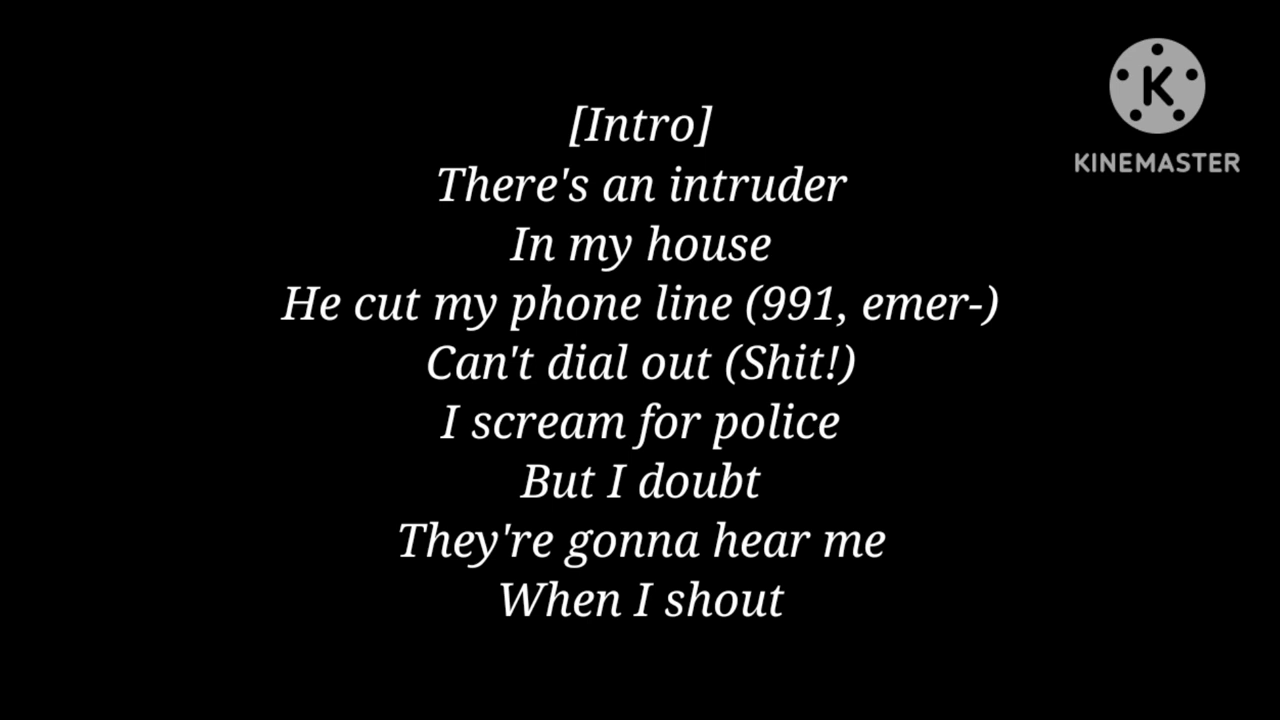 [Intro]
There's an intruder
In my house
He cut my phone line (991, emer-)
Can't dial out (Shit!)
I scream for police
But I doubt
They're gonna hear me
When I shout
K
KINEMASTER